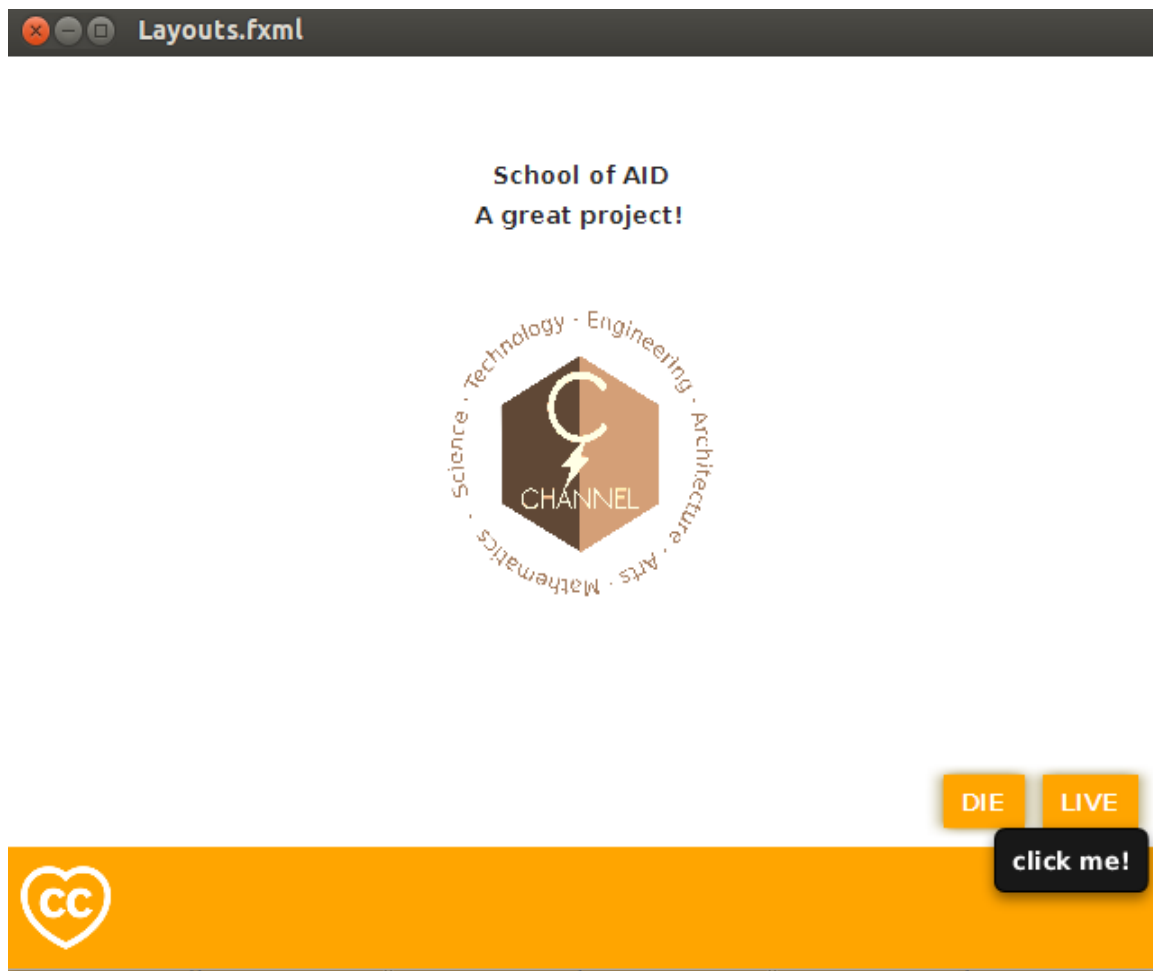 Layouts.fxml
School of AID
A great project!
Science · Technology · Engineering · Architecture · Arts · Mathematics ·
C
CHANNEL
DIE
LIVE
click me!
CC